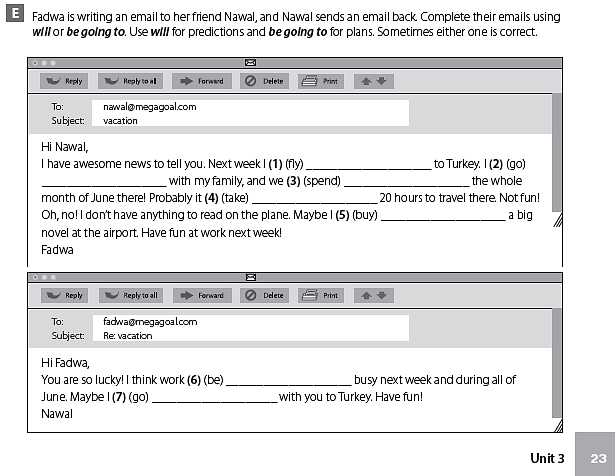 E Fadwa is writing an email to her friend Nawal, and Nawal sends an email back. Complete their emails using
will or be going to. Use will for predictions and be going to for plans. Sometimes either one is correct.
Reply Reply to all Forward Delete Print
To: nawal@megagoal.com
Subject: vacation
Hi Nawal,
I have awesome news to tell you. Next week I (1) (fly) ____________________ to Turkey. I (2) (go)
____________________ with my family, and we (3) (spend) ____________________ the whole
month of June there! Probably it (4) (take) ____________________ 20 hours to travel there. Not fun!
Oh, no! I don't have anything to read on the plane. Maybe I (5) (buy) ____________________ a big
novel at the airport. Have fun at work next week!
Fadwa
Reply Reply to all Forward Delete Print
To: fadwa@megagoal.com
Subject: Re: vacation
Hi Fadwa,
You are so lucky! I think work (6) (be) ____________________ busy next week and during all of
June. Maybe I (7) (go) ____________________ with you to Turkey. Have fun!
Nawal
Unit 3 23